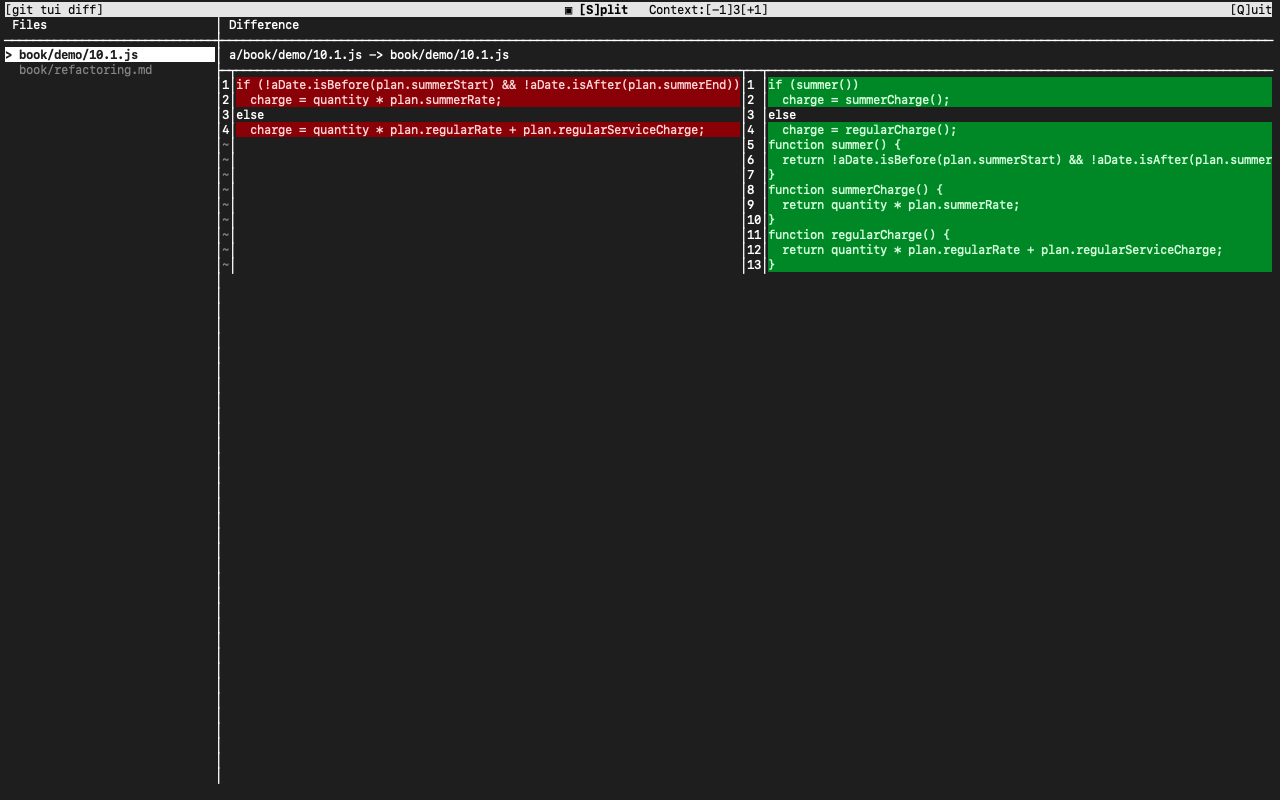 [git tui diff] ▣ [S]plit Context:[-1]3[+1] [Q]uit
Files
Difference
> book/demo/10.1.js
book/refactoring.md
a/book/demo/10.1.js -> book/demo/10.1.js
1 if (!aDate.isBefore(plan.summerStart) && !aDate.isAfter(plan.summerEnd))
2   charge = quantity * plan.summerRate;
3 else
4   charge = quantity * plan.regularRate + plan.regularServiceCharge;
~
~
~
~
~
~
~
~
~
1 if (summer())
2   charge = summerCharge();
3 else
4   charge = regularCharge();
5 function summer() {
6   return !aDate.isBefore(plan.summerStart) && !aDate.isAfter(plan.summer
7 }
8 function summerCharge() {
9   return quantity * plan.summerRate;
10 }
11 function regularCharge() {
12   return quantity * plan.regularRate + plan.regularServiceCharge;
13 }